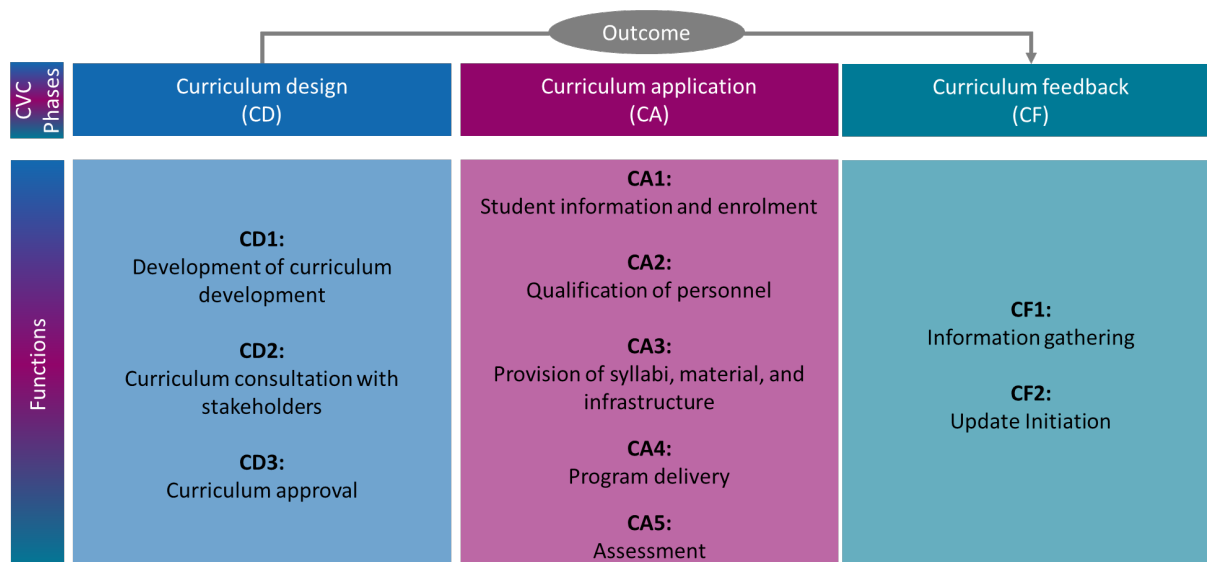 Outcome
CVC
Phases
Curriculum design
(CD)
Curriculum application
(CA)
Curriculum feedback
(CF)
Functions
CD1:
Development of curriculum
development
CD2:
Curriculum consultation with
stakeholders
CD3:
Curriculum approval
CA1:
Student information and enrolment
CA2:
Qualification of personnel
CA3:
Provision of syllabi, material, and
infrastructure
CA4:
Program delivery
CA5:
Assessment
CF1:
Information gathering
CF2:
Update Initiation